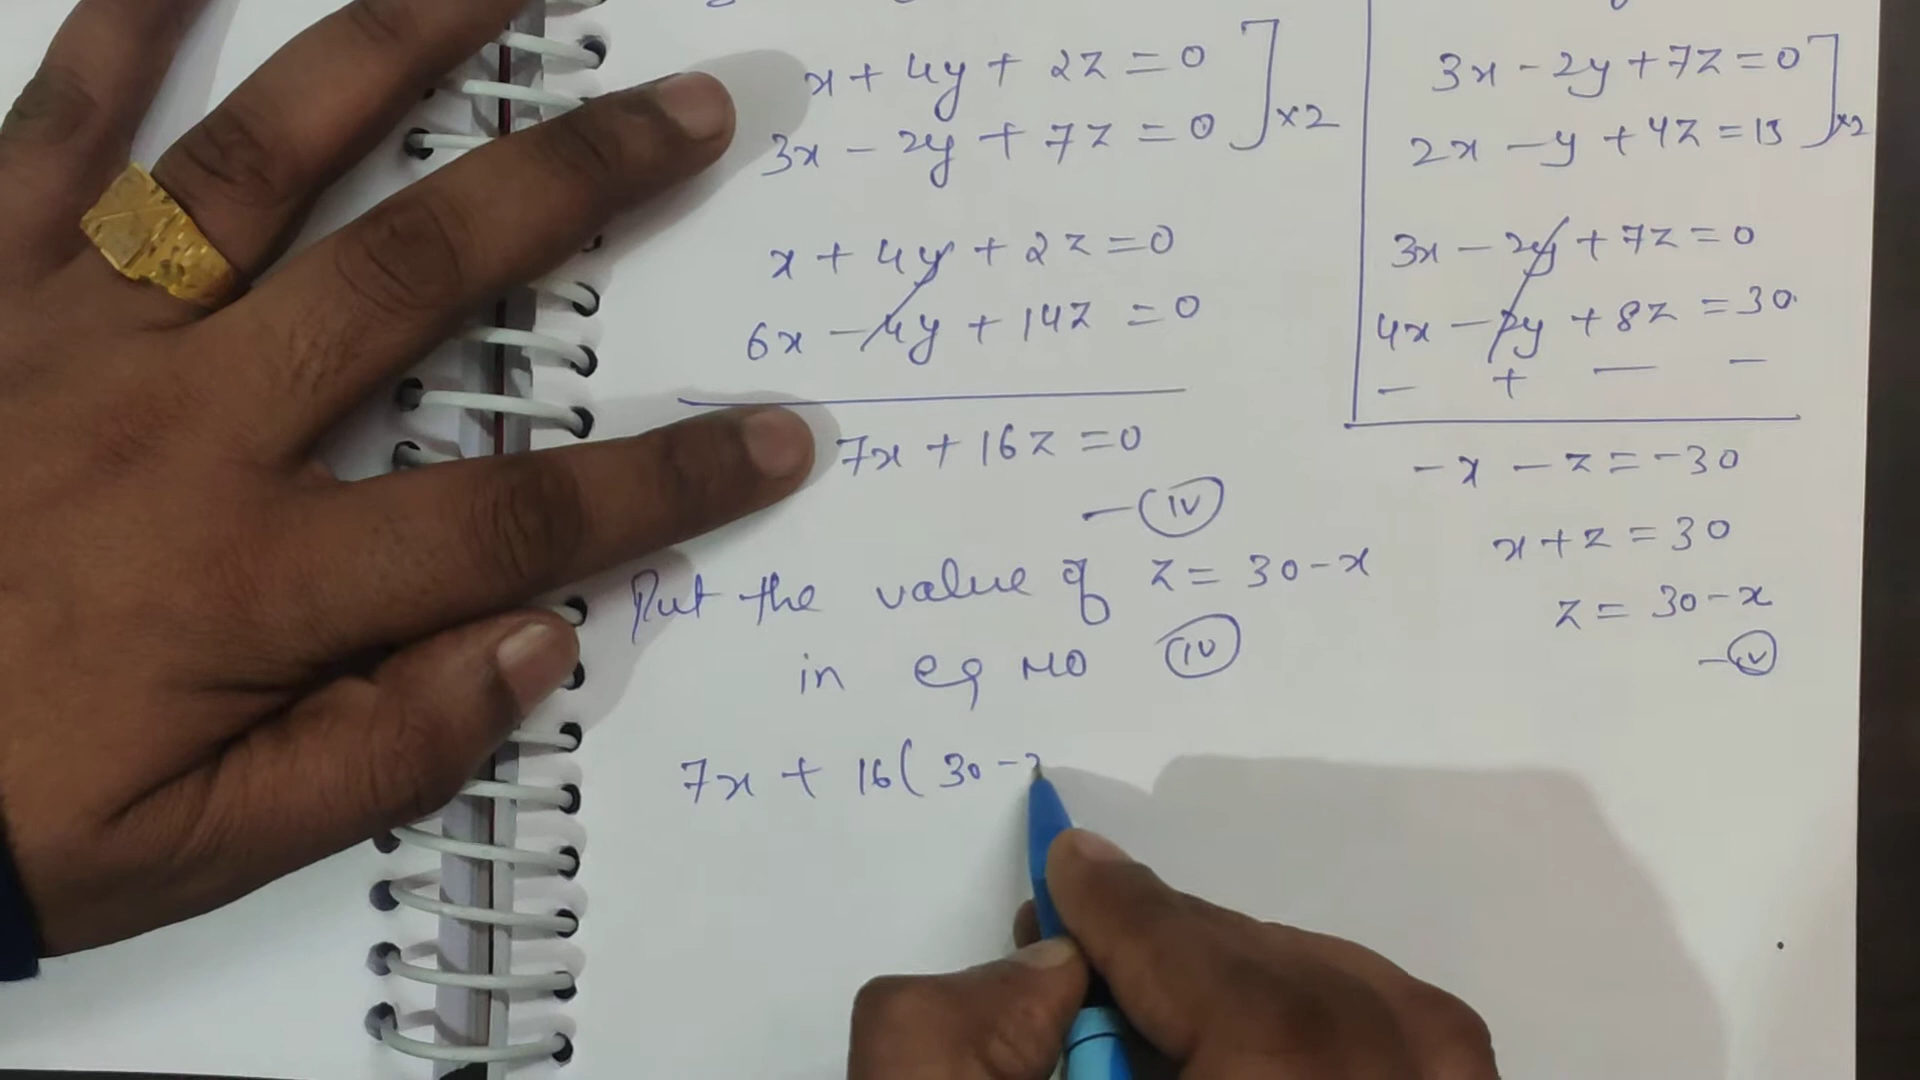 x + 4y + 2z = 0
3x - 2y + 7z = 0 ] x2
x + 4y + 2z = 0
6x - 4y + 14z = 0
7x + 16z = 0
- (iv)
Put the value of z = 30 - x
in eq no (iv)
7x + 16( 30 -
3x - 2y + 7z = 0
2x - y + 4z = 15 ] x2
3x - 2y + 7z = 0
4x - 2y + 8z = 30
- + - -
-x - z = -30
x + z = 30
z = 30 - x
- (v)